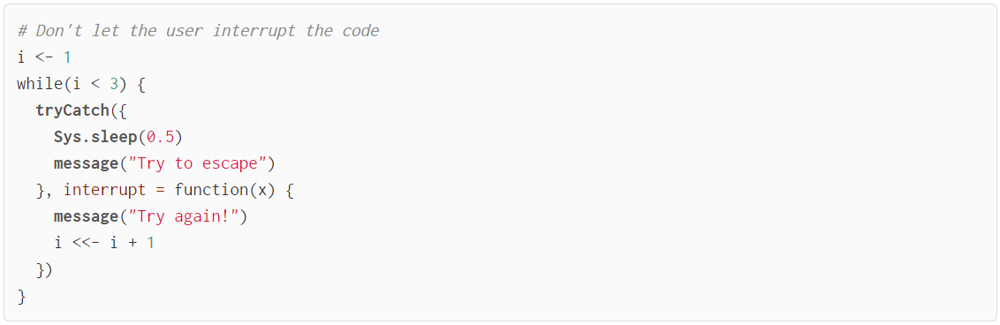 # Don't let the user interrupt the code
i <- 1
while(i < 3) {
  tryCatch({
    Sys.sleep(0.5)
    message("Try to escape")
  }, interrupt = function(x) {
    message("Try again!")
    i <<- i + 1
  })
}